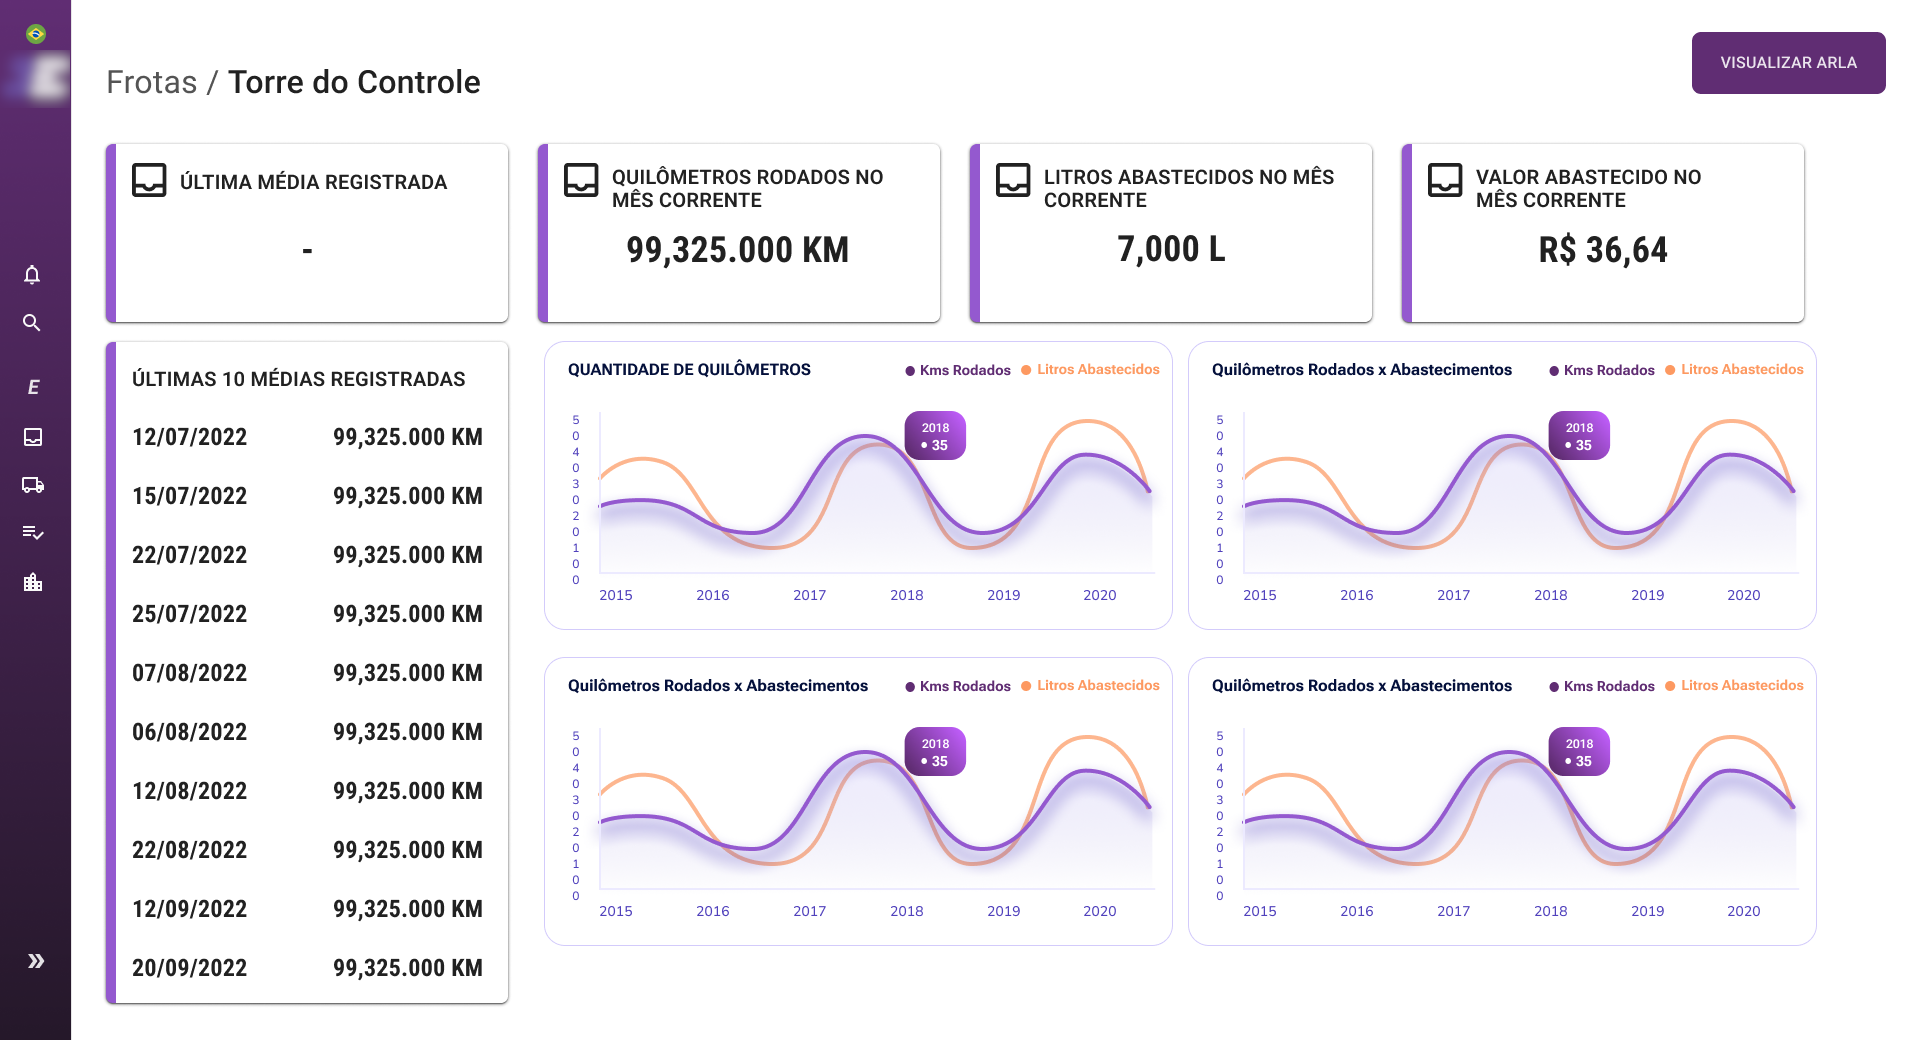 Frotas / Torre do Controle
VISUALIZAR ARLA
ÚLTIMA MÉDIA REGISTRADA
-
QUILÔMETROS RODADOS NO
MÊS CORRENTE
99,325.000 KM
LITROS ABASTECIDOS NO MÊS
CORRENTE
7,000 L
VALOR ABASTECIDO NO
MÊS CORRENTE
R$ 36,64
E
ÚLTIMAS 10 MÉDIAS REGISTRADAS
12/07/2022 99,325.000 KM
15/07/2022 99,325.000 KM
22/07/2022 99,325.000 KM
25/07/2022 99,325.000 KM
07/08/2022 99,325.000 KM
06/08/2022 99,325.000 KM
12/08/2022 99,325.000 KM
22/08/2022 99,325.000 KM
12/09/2022 99,325.000 KM
20/09/2022 99,325.000 KM
QUANTIDADE DE QUILÔMETROS
Kms Rodados Litros Abastecidos
5
0
4
0
3
0
2
0
1
0
0
2018
35
2015 2016 2017 2018 2019 2020
Quilômetros Rodados x Abastecimentos
Kms Rodados Litros Abastecidos
5
0
4
0
3
0
2
0
1
0
0
2018
35
2015 2016 2017 2018 2019 2020
Quilômetros Rodados x Abastecimentos
Kms Rodados Litros Abastecidos
5
0
4
0
3
0
2
0
1
0
0
2018
35
2015 2016 2017 2018 2019 2020
Quilômetros Rodados x Abastecimentos
Kms Rodados Litros Abastecidos
5
0
4
0
3
0
2
0
1
0
0
2018
35
2015 2016 2017 2018 2019 2020